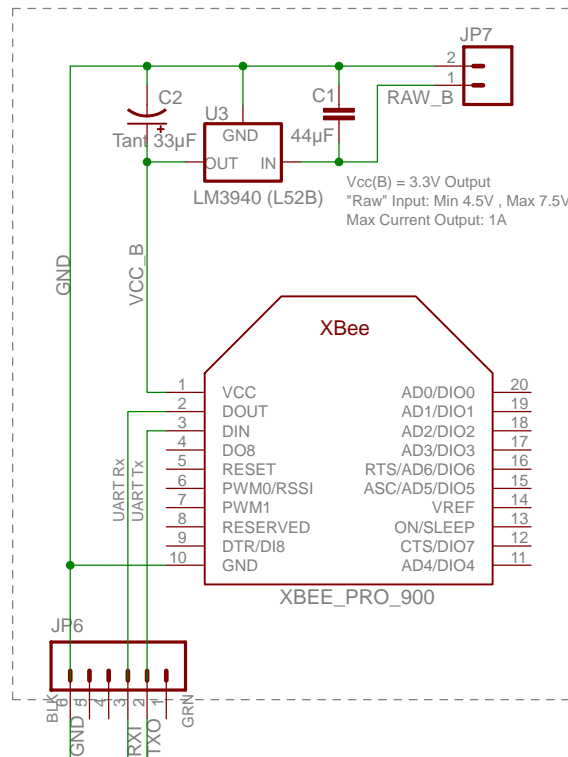 JP7
2
1
RAW_B
C2
Tant 33µF
+
U3
GND
OUT
IN
LM3940 (L52B)
C1
44µF
Vcc(B) = 3.3V Output
"Raw" Input: Min 4.5V , Max 7.5V
Max Current Output: 1A
GND
VCC_B
XBee
1 VCC AD0/DIO0 20
2 DOUT AD1/DIO1 19
3 DIN AD2/DIO2 18
4 DO8 AD3/DIO3 17
5 RESET RTS/AD6/DIO6 16
6 PWM0/RSSI ASC/AD5/DIO5 15
7 PWM1 VREF 14
8 RESERVED ON/SLEEP 13
9 DTR/DI8 CTS/DIO7 12
10 GND AD4/DIO4 11
UART Rx
UART Tx
XBEE_PRO_900
JP6
BLK
6
5
4
3
2
1
GRN
GND
RXI
TXO